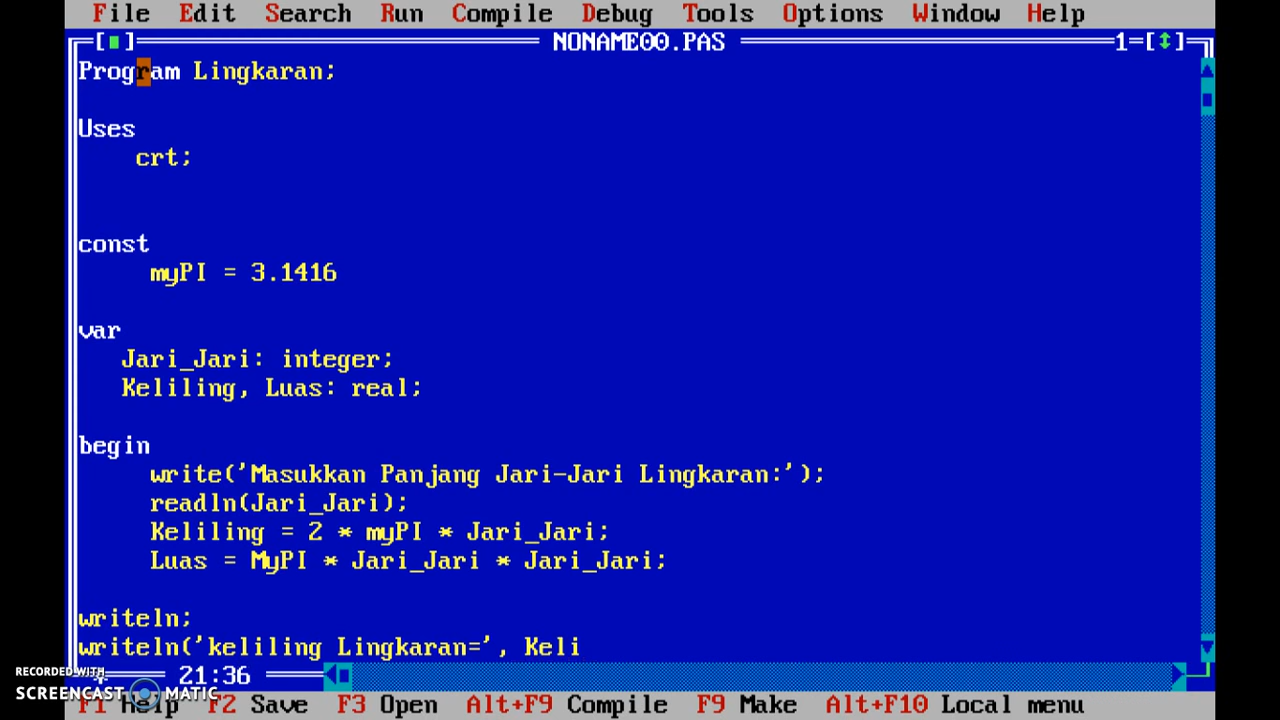 File Edit Search Run Compile Debug Tools Options Window Help
NONAME00.PAS 1
Program Lingkaran;
Uses
crt;
const
myPI = 3.1416
var
Jari_Jari: integer;
Keliling, Luas: real;
begin
write('Masukkan Panjang Jari-Jari Lingkaran:');
readln(Jari_Jari);
Keliling = 2 * myPI * Jari_Jari;
Luas = MyPI * Jari_Jari * Jari_Jari;
writeln;
writeln('keliling Lingkaran=', Keli
21:36
RECORDED WITH
SCREENCAST MATIC
F1 Help F2 Save F3 Open Alt+F9 Compile F9 Make Alt+F10 Local menu